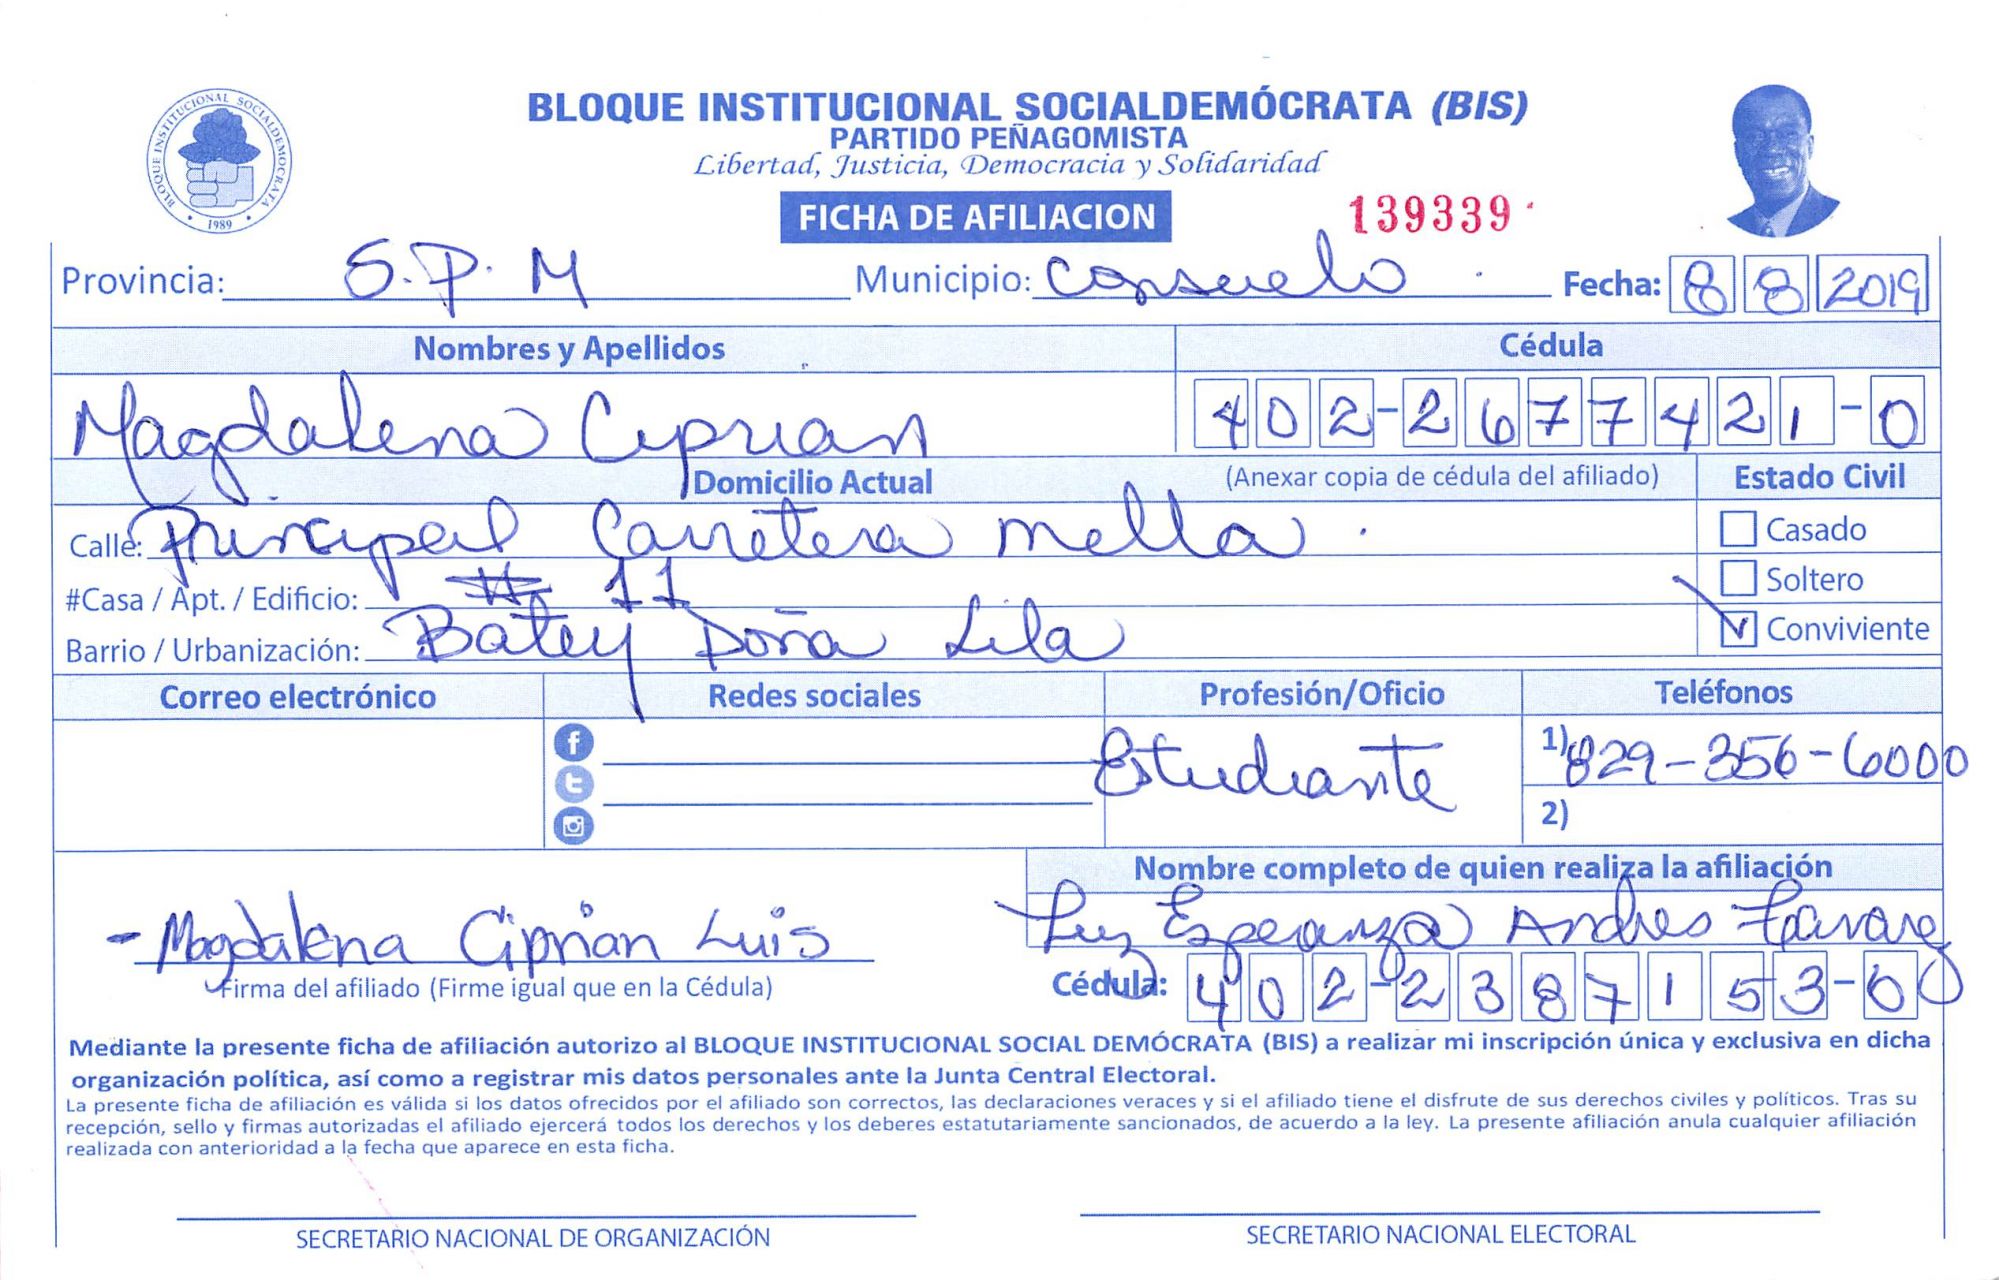 BLOQUE INSTITUCIONAL SOCIALDEMOCRATA
1989
BLOQUE INSTITUCIONAL SOCIALDEMÓCRATA (BIS)
PARTIDO PEÑAGOMISTA
Libertad, Justicia, Democracia y Solidaridad
FICHA DE AFILIACION 139339
Provincia: S.P.M Municipio: Consuelo Fecha: 8 8 2019
Nombres y Apellidos Cédula
Magdalena Ciprian 402-2677421-0
Domicilio Actual (Anexar copia de cédula del afiliado) Estado Civil
Calle: Principal Carretera mella. Casado
#Casa / Apt. / Edificio: # 11 Soltero
Barrio / Urbanización: Batey Doña Lila Conviviente
Correo electrónico Redes sociales Profesión/Oficio Teléfonos
Estudiante 1) 829-356-6000
2)
Nombre completo de quien realiza la afiliación
- Magdalena Ciprian Luis Luz Esperanza Andres Tavarez
Firma del afiliado (Firme igual que en la Cédula) Cédula: 402-2387153-0
Mediante la presente ficha de afiliación autorizo al BLOQUE INSTITUCIONAL SOCIAL DEMÓCRATA (BIS) a realizar mi inscripción única y exclusiva en dicha
organización política, así como a registrar mis datos personales ante la Junta Central Electoral.
La presente ficha de afiliación es válida si los datos ofrecidos por el afiliado son correctos, las declaraciones veraces y si el afiliado tiene el disfrute de sus derechos civiles y políticos. Tras su
recepción, sello y firmas autorizadas el afiliado ejercerá todos los derechos y los deberes estatutariamente sancionados, de acuerdo a la ley. La presente afiliación anula cualquier afiliación
realizada con anterioridad a la fecha que aparece en esta ficha.
SECRETARIO NACIONAL DE ORGANIZACIÓN SECRETARIO NACIONAL ELECTORAL